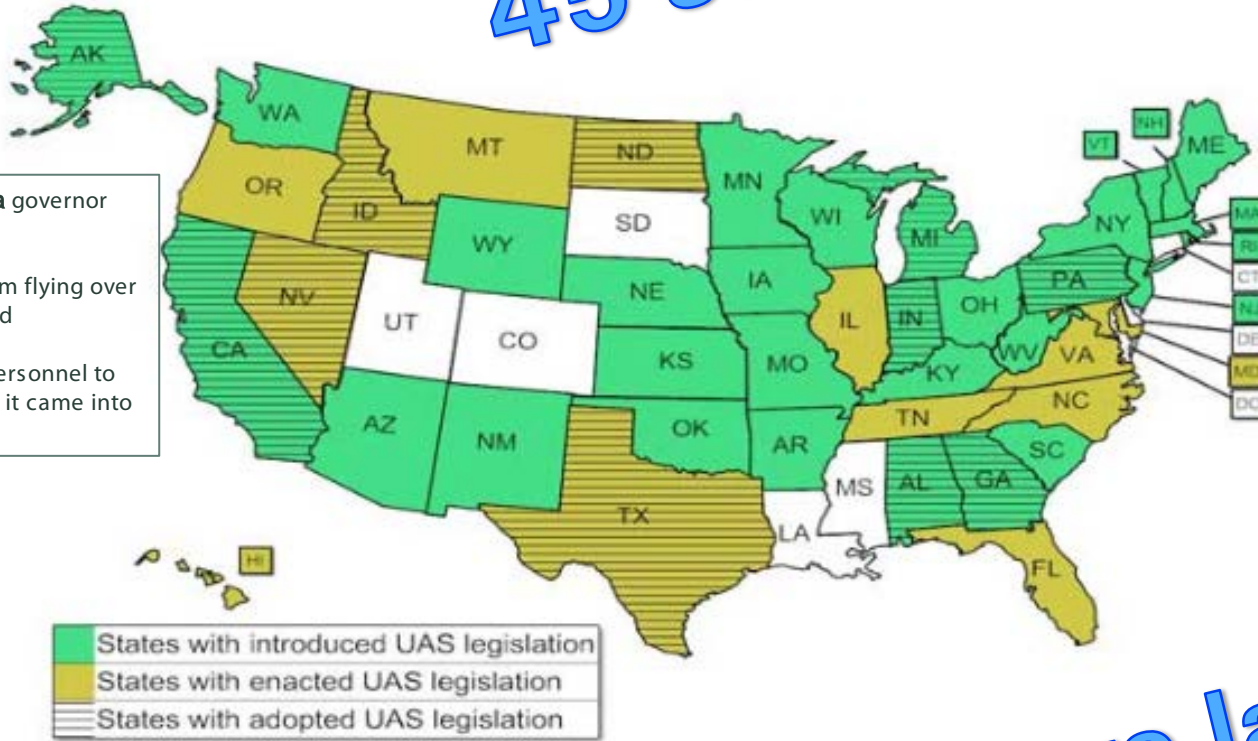 45 S
AK
WA
NH
VT
ME
MT
ND
MN
OR
ID
SD
WI
NY
MA
RI
CT
NJ
DE
MD
DC
WY
MI
a governor
m flying over
d
ersonnel to
it came into
NV
NE
IA
PA
UT
CO
IL
IN
OH
CA
KS
MO
WV
VA
KY
AZ
NM
OK
AR
TN
NC
SC
MS
AL
GA
TX
LA
HI
FL
States with introduced UAS legislation
States with enacted UAS legislation
States with adopted UAS legislation
la